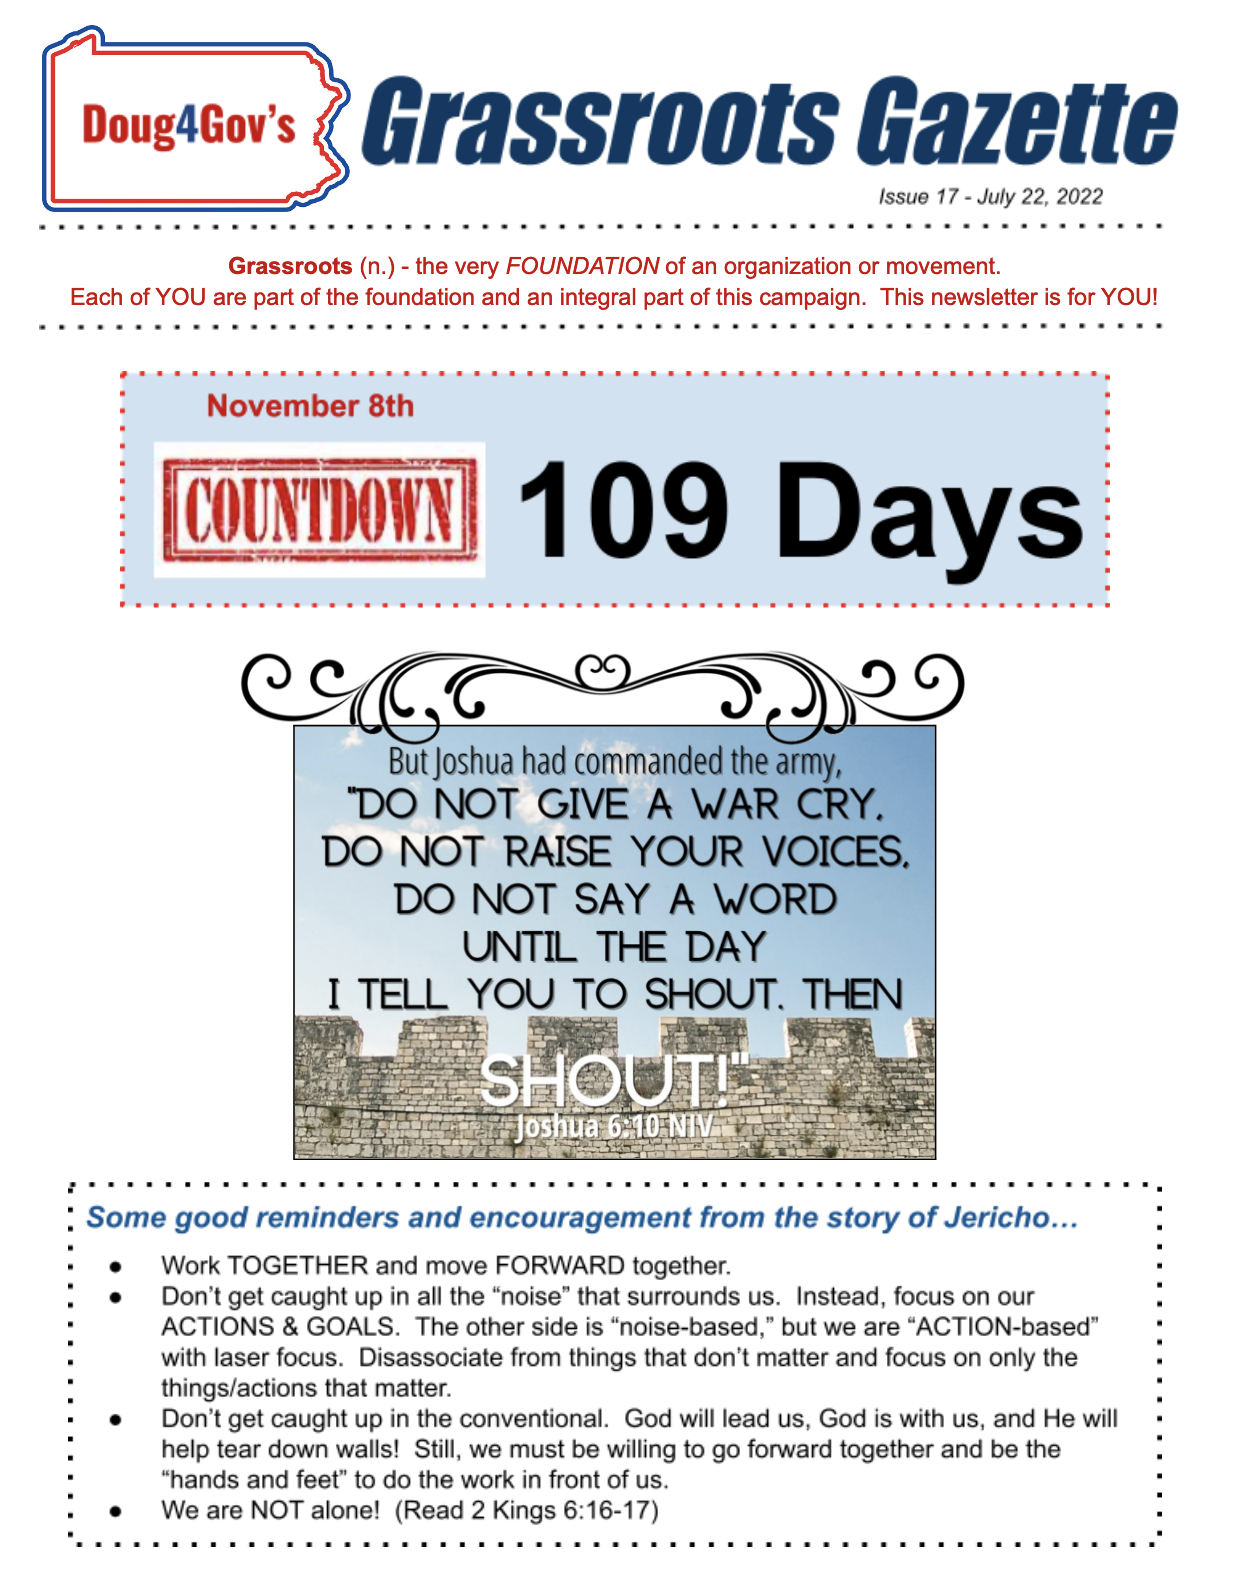 Doug4Gov's
Grassroots Gazette
Issue 17 - July 22, 2022
Grassroots (n.) - the very FOUNDATION of an organization or movement.
Each of YOU are part of the foundation and an integral part of this campaign.  This newsletter is for YOU!
November 8th
COUNTDOWN
109 Days
But Joshua had commanded the army,
"DO NOT GIVE A WAR CRY,
DO NOT RAISE YOUR VOICES,
DO NOT SAY A WORD
UNTIL THE DAY
I TELL YOU TO SHOUT. THEN
SHOUT!"
Joshua 6:10 NIV
Some good reminders and encouragement from the story of Jericho…
● Work TOGETHER and move FORWARD together.
● Don't get caught up in all the “noise” that surrounds us.  Instead, focus on our
ACTIONS & GOALS.  The other side is “noise-based,” but we are “ACTION-based”
with laser focus.  Disassociate from things that don't matter and focus on only the
things/actions that matter.
● Don't get caught up in the conventional.  God will lead us, God is with us, and He will
help tear down walls!  Still, we must be willing to go forward together and be the
“hands and feet” to do the work in front of us.
● We are NOT alone!  (Read 2 Kings 6:16-17)